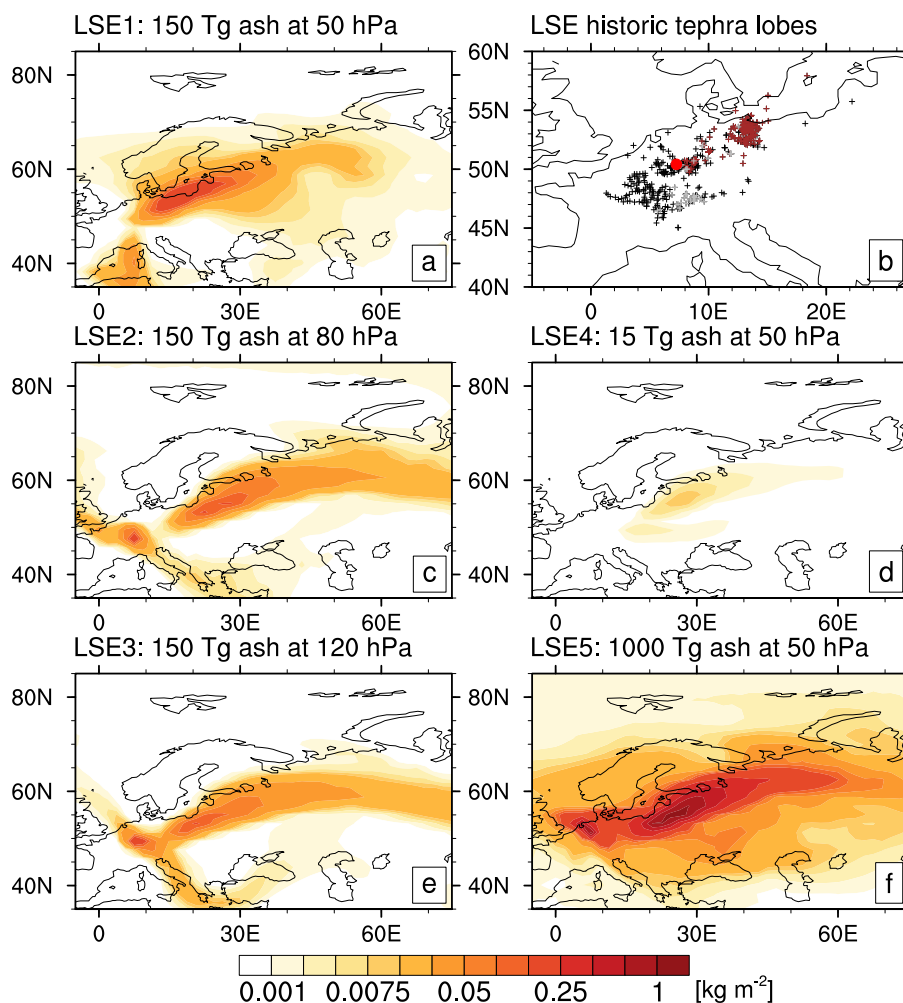 LSE1: 150 Tg ash at 50 hPa
80N
60N
40N
0
30E
60E
a
LSE historic tephra lobes
60N
55N
50N
45N
40N
0
10E
20E
b
LSE2: 150 Tg ash at 80 hPa
80N
60N
40N
0
30E
60E
c
LSE4: 15 Tg ash at 50 hPa
80N
60N
40N
0
30E
60E
d
LSE3: 150 Tg ash at 120 hPa
80N
60N
40N
0
30E
60E
e
LSE5: 1000 Tg ash at 50 hPa
80N
60N
40N
0
30E
60E
f
0.001 0.0075 0.05 0.25 1 [kg m⁻²]